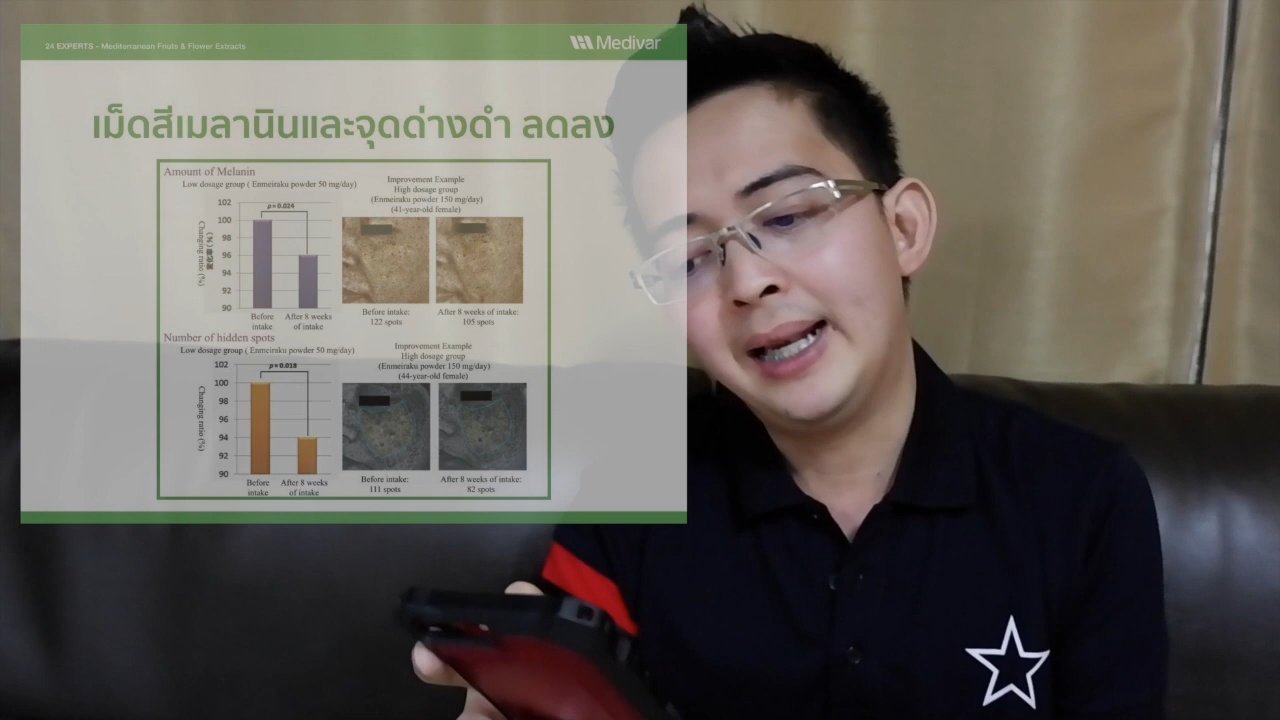 24 EXPERTS - Mediterranean Friuts & Flower Extracts
Medivar
เม็ดสีเมลานินและจุดด่างดำ ลดลง
Amount of Melanin
Low dosage group ( Enmeiraku powder 50 mg/day)
p=0.024
102
100
98
96
94
92
90
Changing ratio (%)
変化率 (%)
Before
intake
After 8 weeks
of intake
Improvement Example
High dosage group
(Enmeiraku powder 150 mg/day)
(41-year-old female)
Before intake:
122 spots
After 8 weeks of intake:
105 spots
Number of hidden spots
Low dosage group ( Enmeiraku powder 50 mg/day)
p=0.018
102
100
98
96
94
92
90
Changing ratio (%)
Before
intake
After 8 weeks
of intake
Improvement Example
High dosage group
(Enmeiraku powder 150 mg/day)
(44-year-old female)
Before intake:
111 spots
After 8 weeks of intake:
82 spots